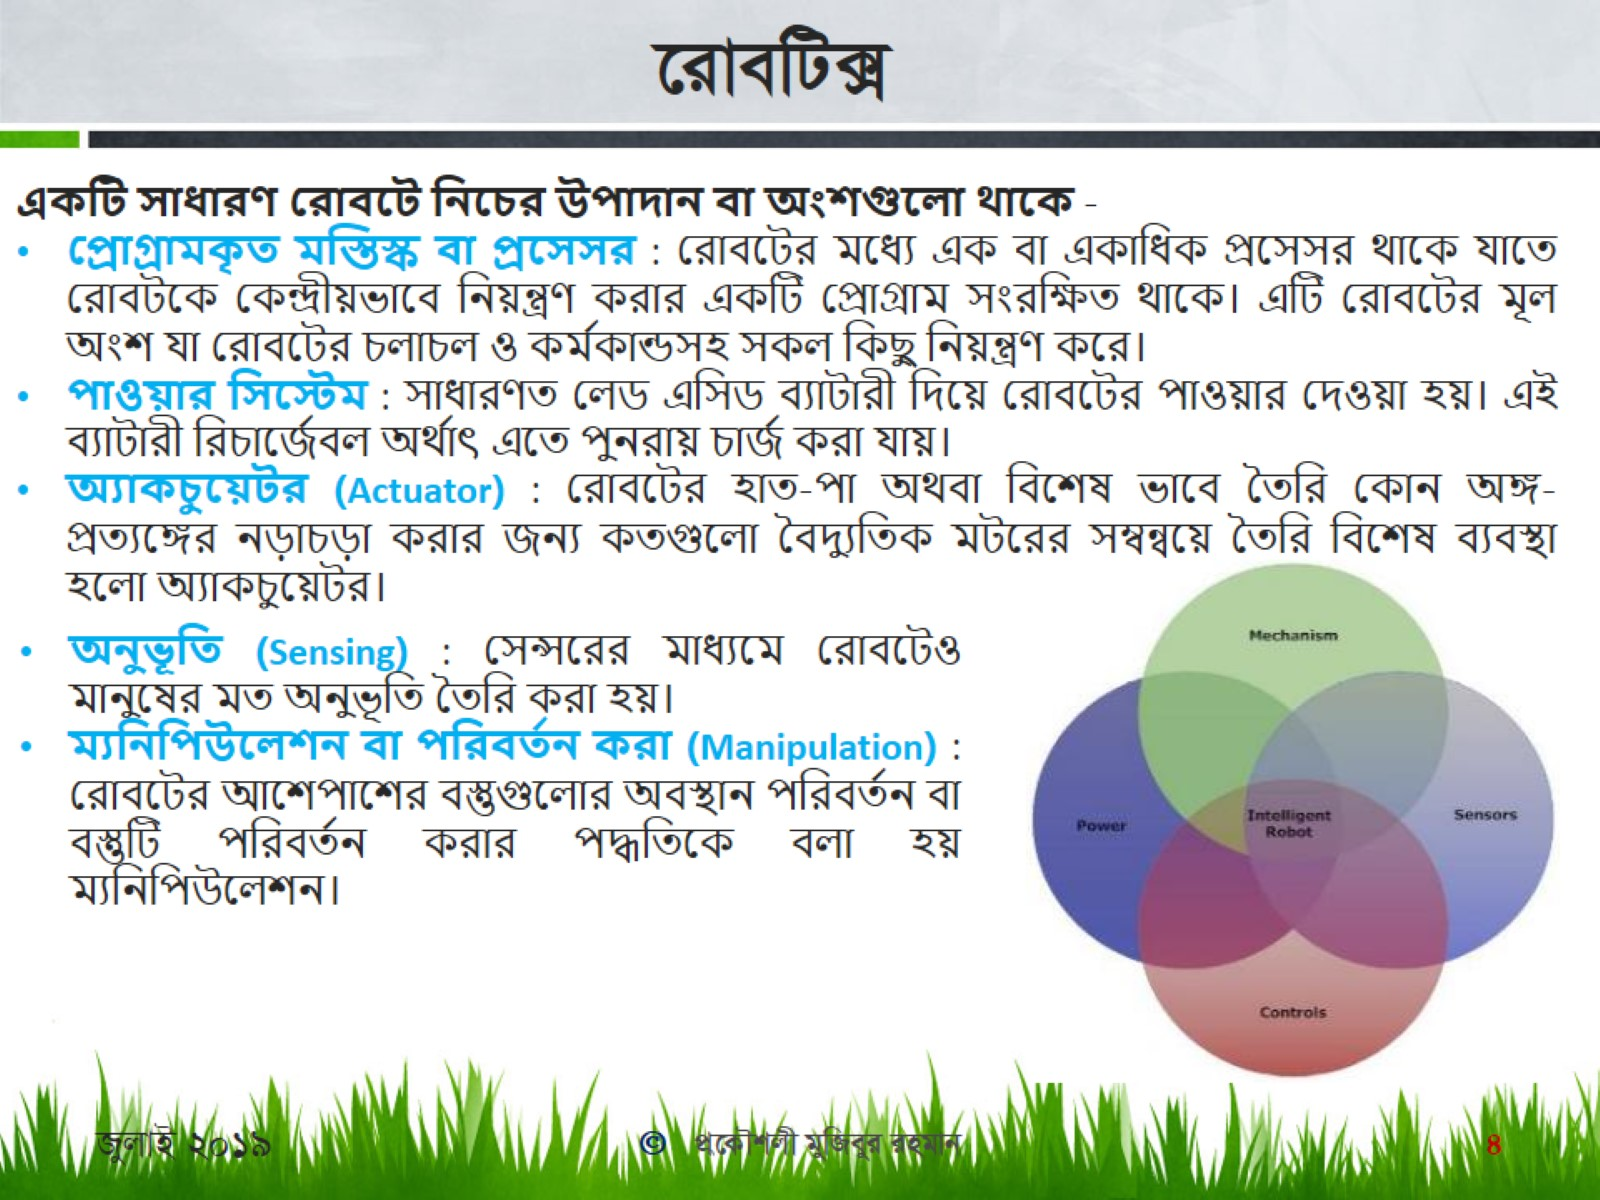 রোবটিক্স
একটি সাধারণ রোবটে নিচের উপাদান বা অংশগুলো থাকে -
• প্রোগ্রামকৃত মস্তিস্ক বা প্রসেসর : রোবটের মধ্যে এক বা একাধিক প্রসেসর থাকে যাতে
রোবটকে কেন্দ্রীয়ভাবে নিয়ন্ত্রণ করার একটি প্রোগ্রাম সংরক্ষিত থাকে। এটি রোবটের মূল
অংশ যা রোবটের চলাচল ও কর্মকান্ডসহ সকল কিছু নিয়ন্ত্রণ করে।
• পাওয়ার সিস্টেম : সাধারণত লেড এসিড ব্যাটারী দিয়ে রোবটের পাওয়ার দেওয়া হয়। এই
ব্যাটারী রিচার্জেবল অর্থাৎ এতে পুনরায় চার্জ করা যায়।
• অ্যাকচুয়েটর (Actuator) : রোবটের হাত-পা অথবা বিশেষ ভাবে তৈরি কোন অঙ্গ-
প্রত্যঙ্গের নড়াচড়া করার জন্য কতগুলো বৈদ্যুতিক মটরের সম্বন্বয়ে তৈরি বিশেষ ব্যবস্থা
হলো অ্যাকচুয়েটর।
• অনুভূতি (Sensing) : সেন্সরের মাধ্যমে রোবটেও
মানুষের মত অনুভূতি তৈরি করা হয়।
• ম্যনিপিউলেশন বা পরিবর্তন করা (Manipulation) :
রোবটের আশেপাশের বস্তুগুলোর অবস্থান পরিবর্তন বা
বস্তুটি পরিবর্তন করার পদ্ধতিকে বলা হয়
ম্যনিপিউলেশন।
Mechanism
Power
Intelligent
Robot
Sensors
Controls
জুলাই ২০১৯
© প্রকৌশলী মুজিবুর রহমান
8